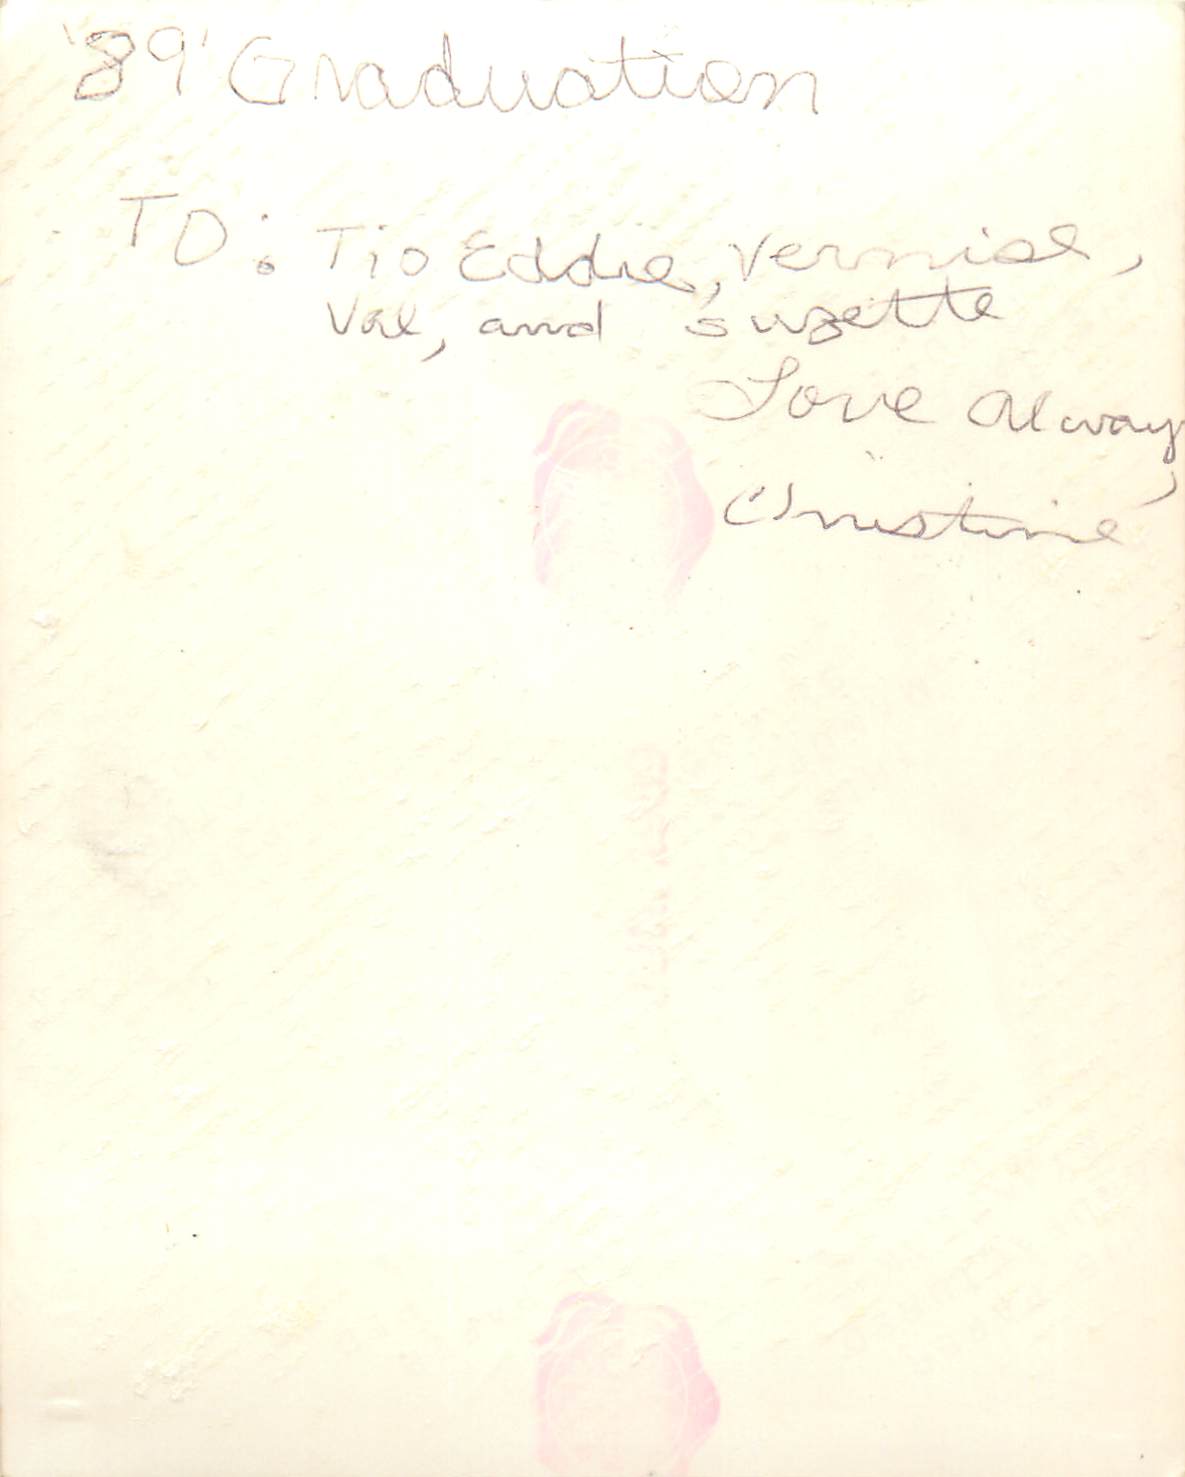 '89' Graduation
TO: Tio Eddie, Vernise,
Val, and Suzette
Love Always,
Christine